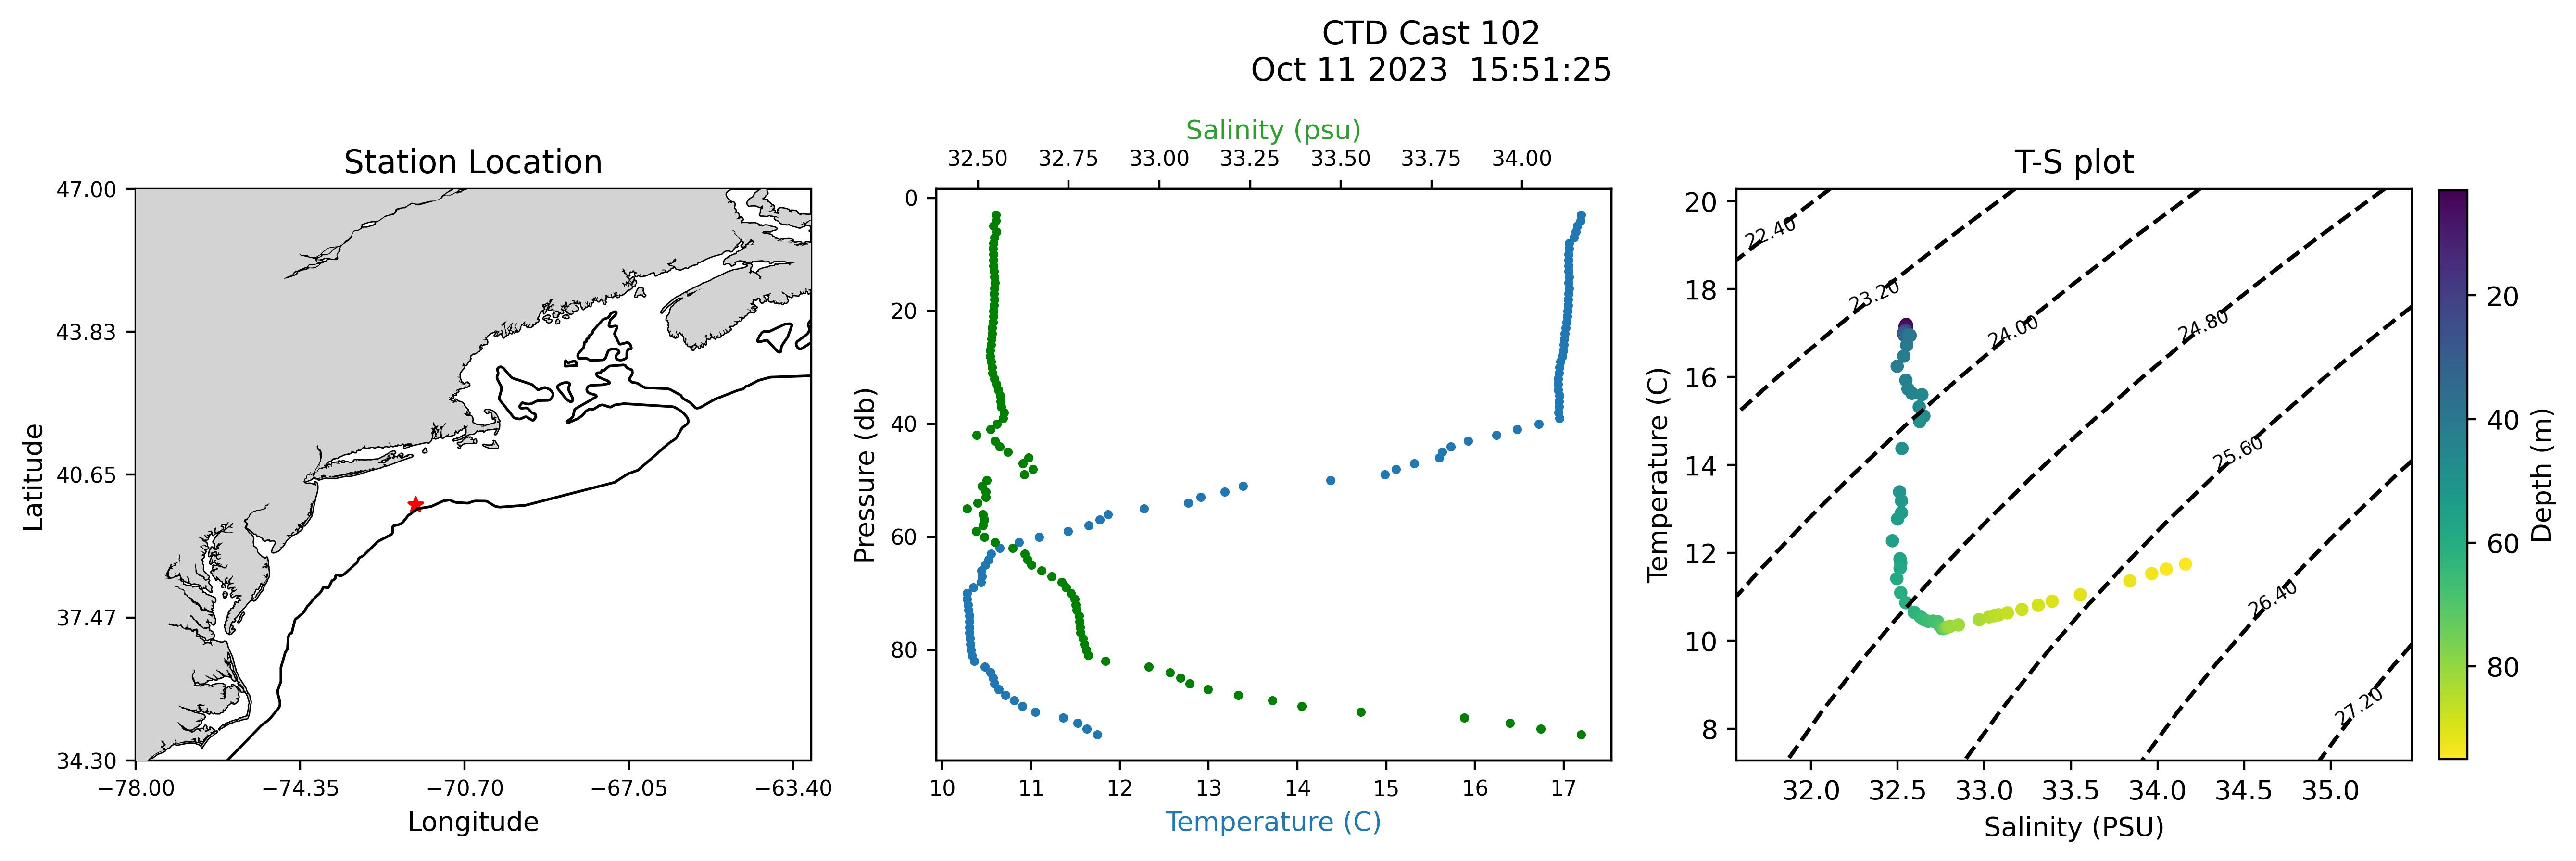 CTD Cast 102
Oct 11 2023  15:51:25
Station Location
47.00
43.83
40.65
37.47
34.30
Latitude
−78.00 −74.35 −70.70 −67.05 −63.40
Longitude
Salinity (psu)
32.50 32.75 33.00 33.25 33.50 33.75 34.00
0
20
40
60
80
Pressure (db)
10 11 12 13 14 15 16 17
Temperature (C)
T-S plot
20
18
16
14
12
10
8
Temperature (C)
22.40
23.20
24.00
24.80
25.60
26.40
27.20
32.0 32.5 33.0 33.5 34.0 34.5 35.0
Salinity (PSU)
20
40
60
80
Depth (m)